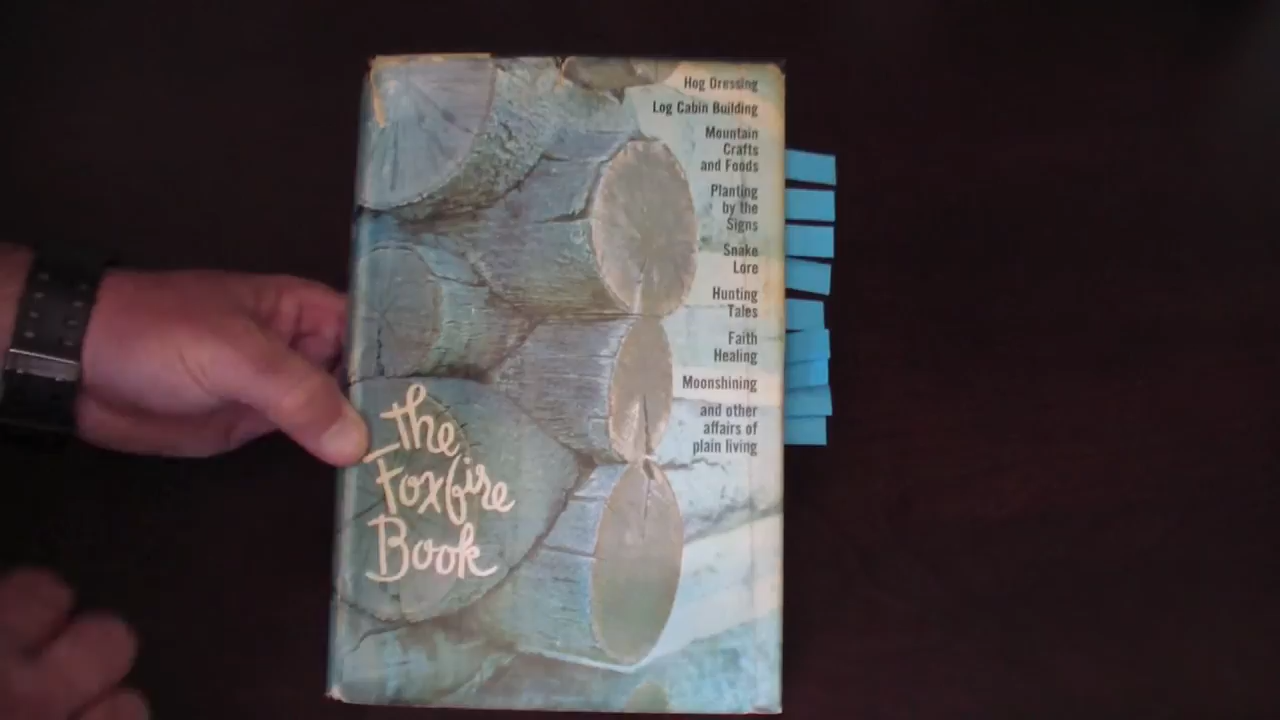 Hog Dressing
Log Cabin Building
Mountain
Crafts
and Foods
Planting
by the
Signs
Snake
Lore
Hunting
Tales
Faith
Healing
Moonshining
and other
affairs of
plain living
The
Foxfire
Book